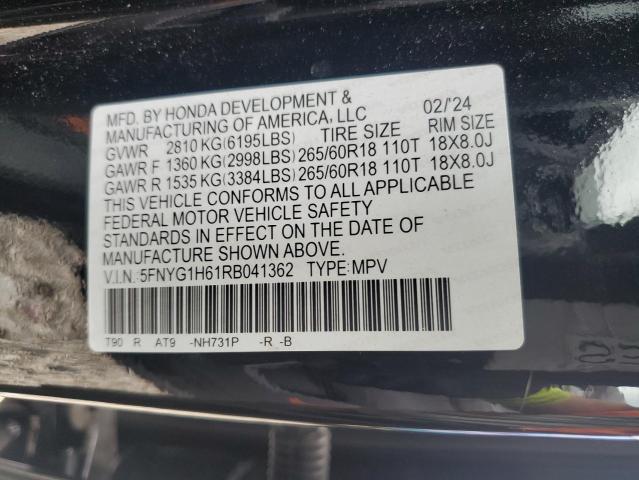 MFD. BY HONDA DEVELOPMENT & 02/'24
MANUFACTURING OF AMERICA, LLC
GVWR 2810 KG(6195LBS) TIRE SIZE RIM SIZE
GAWR F 1360 KG(2998LBS) 265/60R18 110T 18X8.0J
GAWR R 1535 KG(3384LBS) 265/60R18 110T 18X8.0J
THIS VEHICLE CONFORMS TO ALL APPLICABLE
FEDERAL MOTOR VEHICLE SAFETY
STANDARDS IN EFFECT ON THE DATE OF
MANUFACTURE SHOWN ABOVE.
V.I.N.:5FNYG1H61RB041362 TYPE:MPV
T90 R AT9 -NH731P -R -B